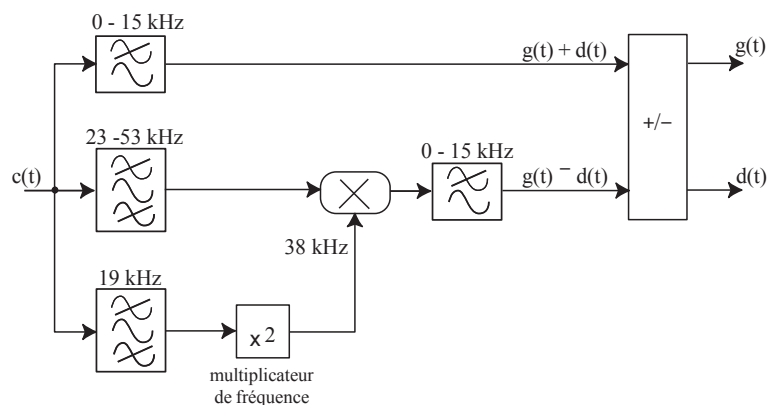 0 - 15 kHz
g(t) + d(t)
g(t)
+/−
23 -53 kHz
0 - 15 kHz
c(t)
g(t) − d(t)
d(t)
38 kHz
19 kHz
x 2
multiplicateur
de fréquence